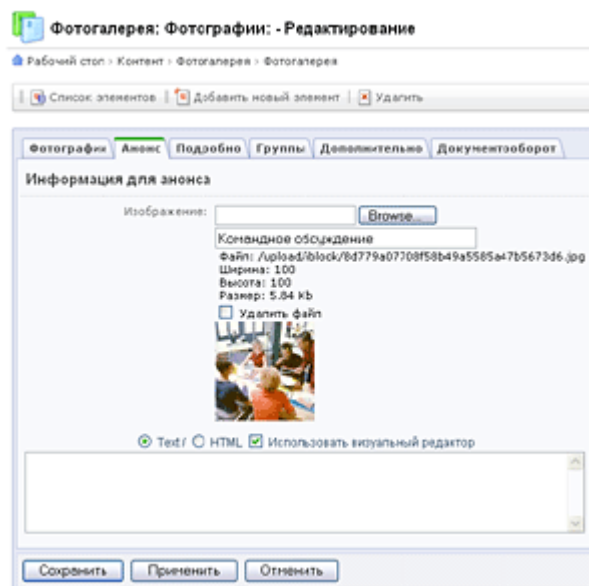 Фотогалерея: Фотографии: - Редактирование
Рабочий стол › Контент › Фотогалерея › Фотогалерея
Список элементов | Добавить новый элемент | Удалить
Фотографии Анонс Подробно Группы Дополнительно Документооборот
Информация для анонса
Изображение: Browse...
Командное обсуждение
Файл: /upload/iblock/8d779a07708f58b49a5585a47b5673d6.jpg
Ширина: 100
Высота: 100
Размер: 5.84 Kb
Удалить файл
Text / HTML Использовать визуальный редактор
Сохранить Применить Отменить